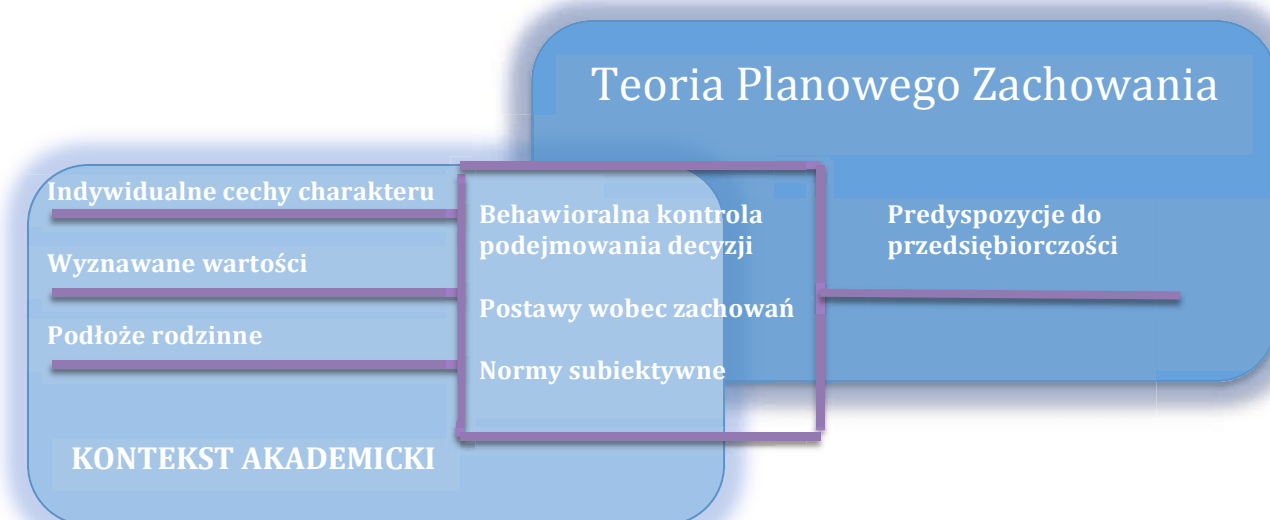 Teoria Planowego Zachowania
Indywidualne cechy charakteru
Wyznawane wartości
Podłoże rodzinne
KONTEKST AKADEMICKI
Behawioralna kontrola
podejmowania decyzji
Postawy wobec zachowań
Normy subiektywne
Predyspozycje do
przedsiębiorczości